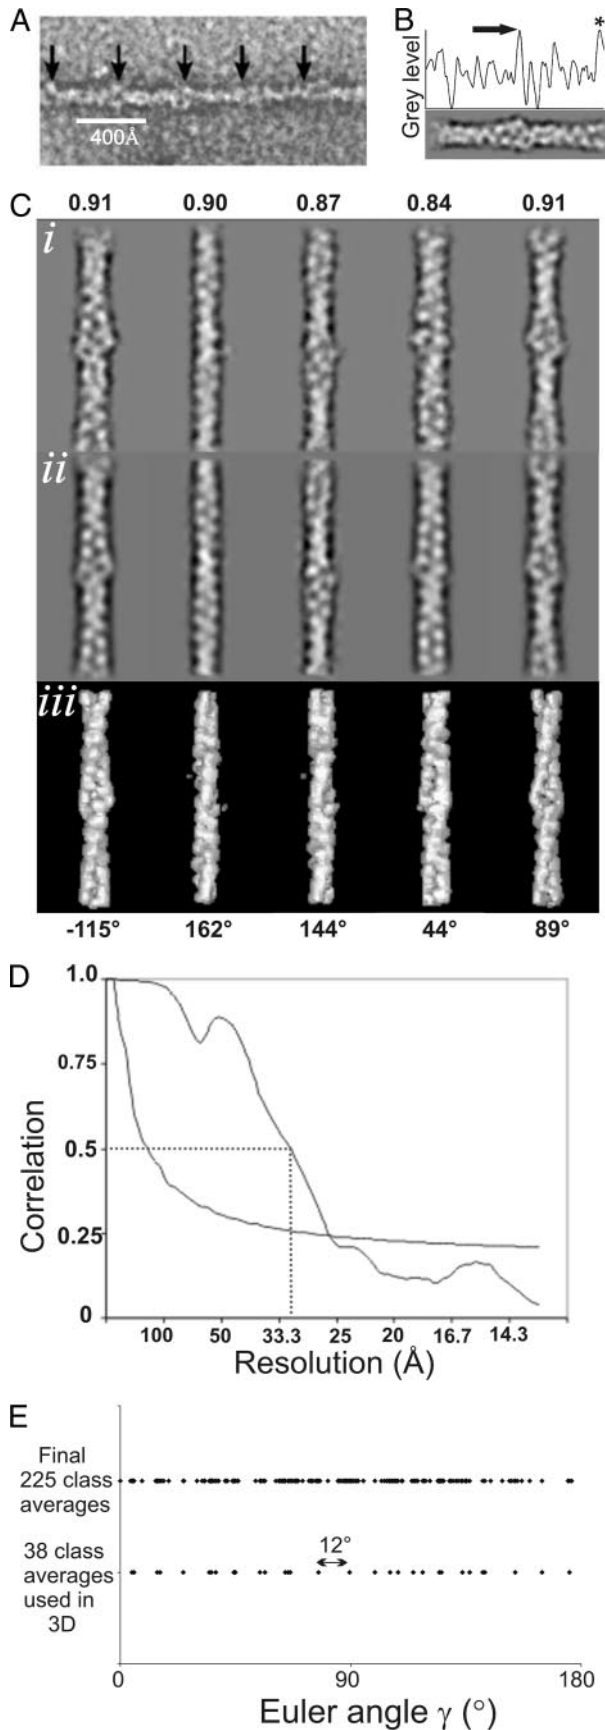 A
400Å
B
*
Grey level
C
0.91 0.90 0.87 0.84 0.91
i
ii
iii
-115° 162° 144° 44° 89°
D
1.0
0.75
0.5
0.25
0
Correlation
100 50 33.3 25 20 16.7 14.3
Resolution (Å)
E
Final
225 class
averages
38 class
averages
used in
3D
12°
0 90 180
Euler angle γ (°)